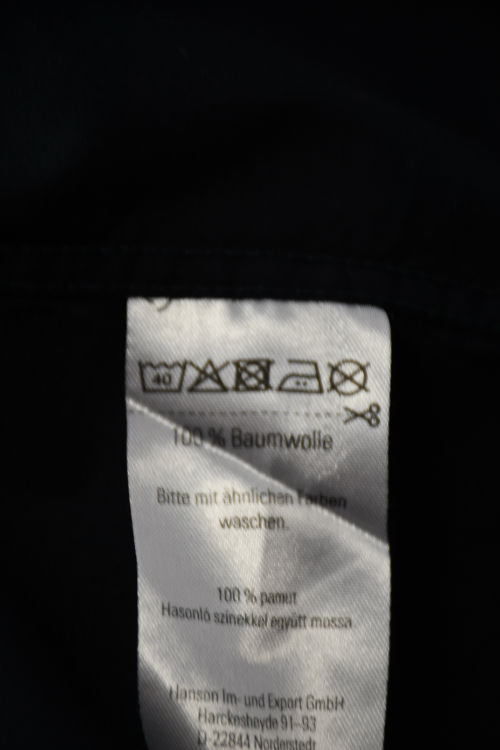 40
100 % Baumwolle
Bitte mit ähnlichen Farben
waschen.
100 % pamut
Hasonló színekkel együtt mossa
Hanson Im- und Export GmbH
Harckesheyde 91-93
D-22844 Norderstedt